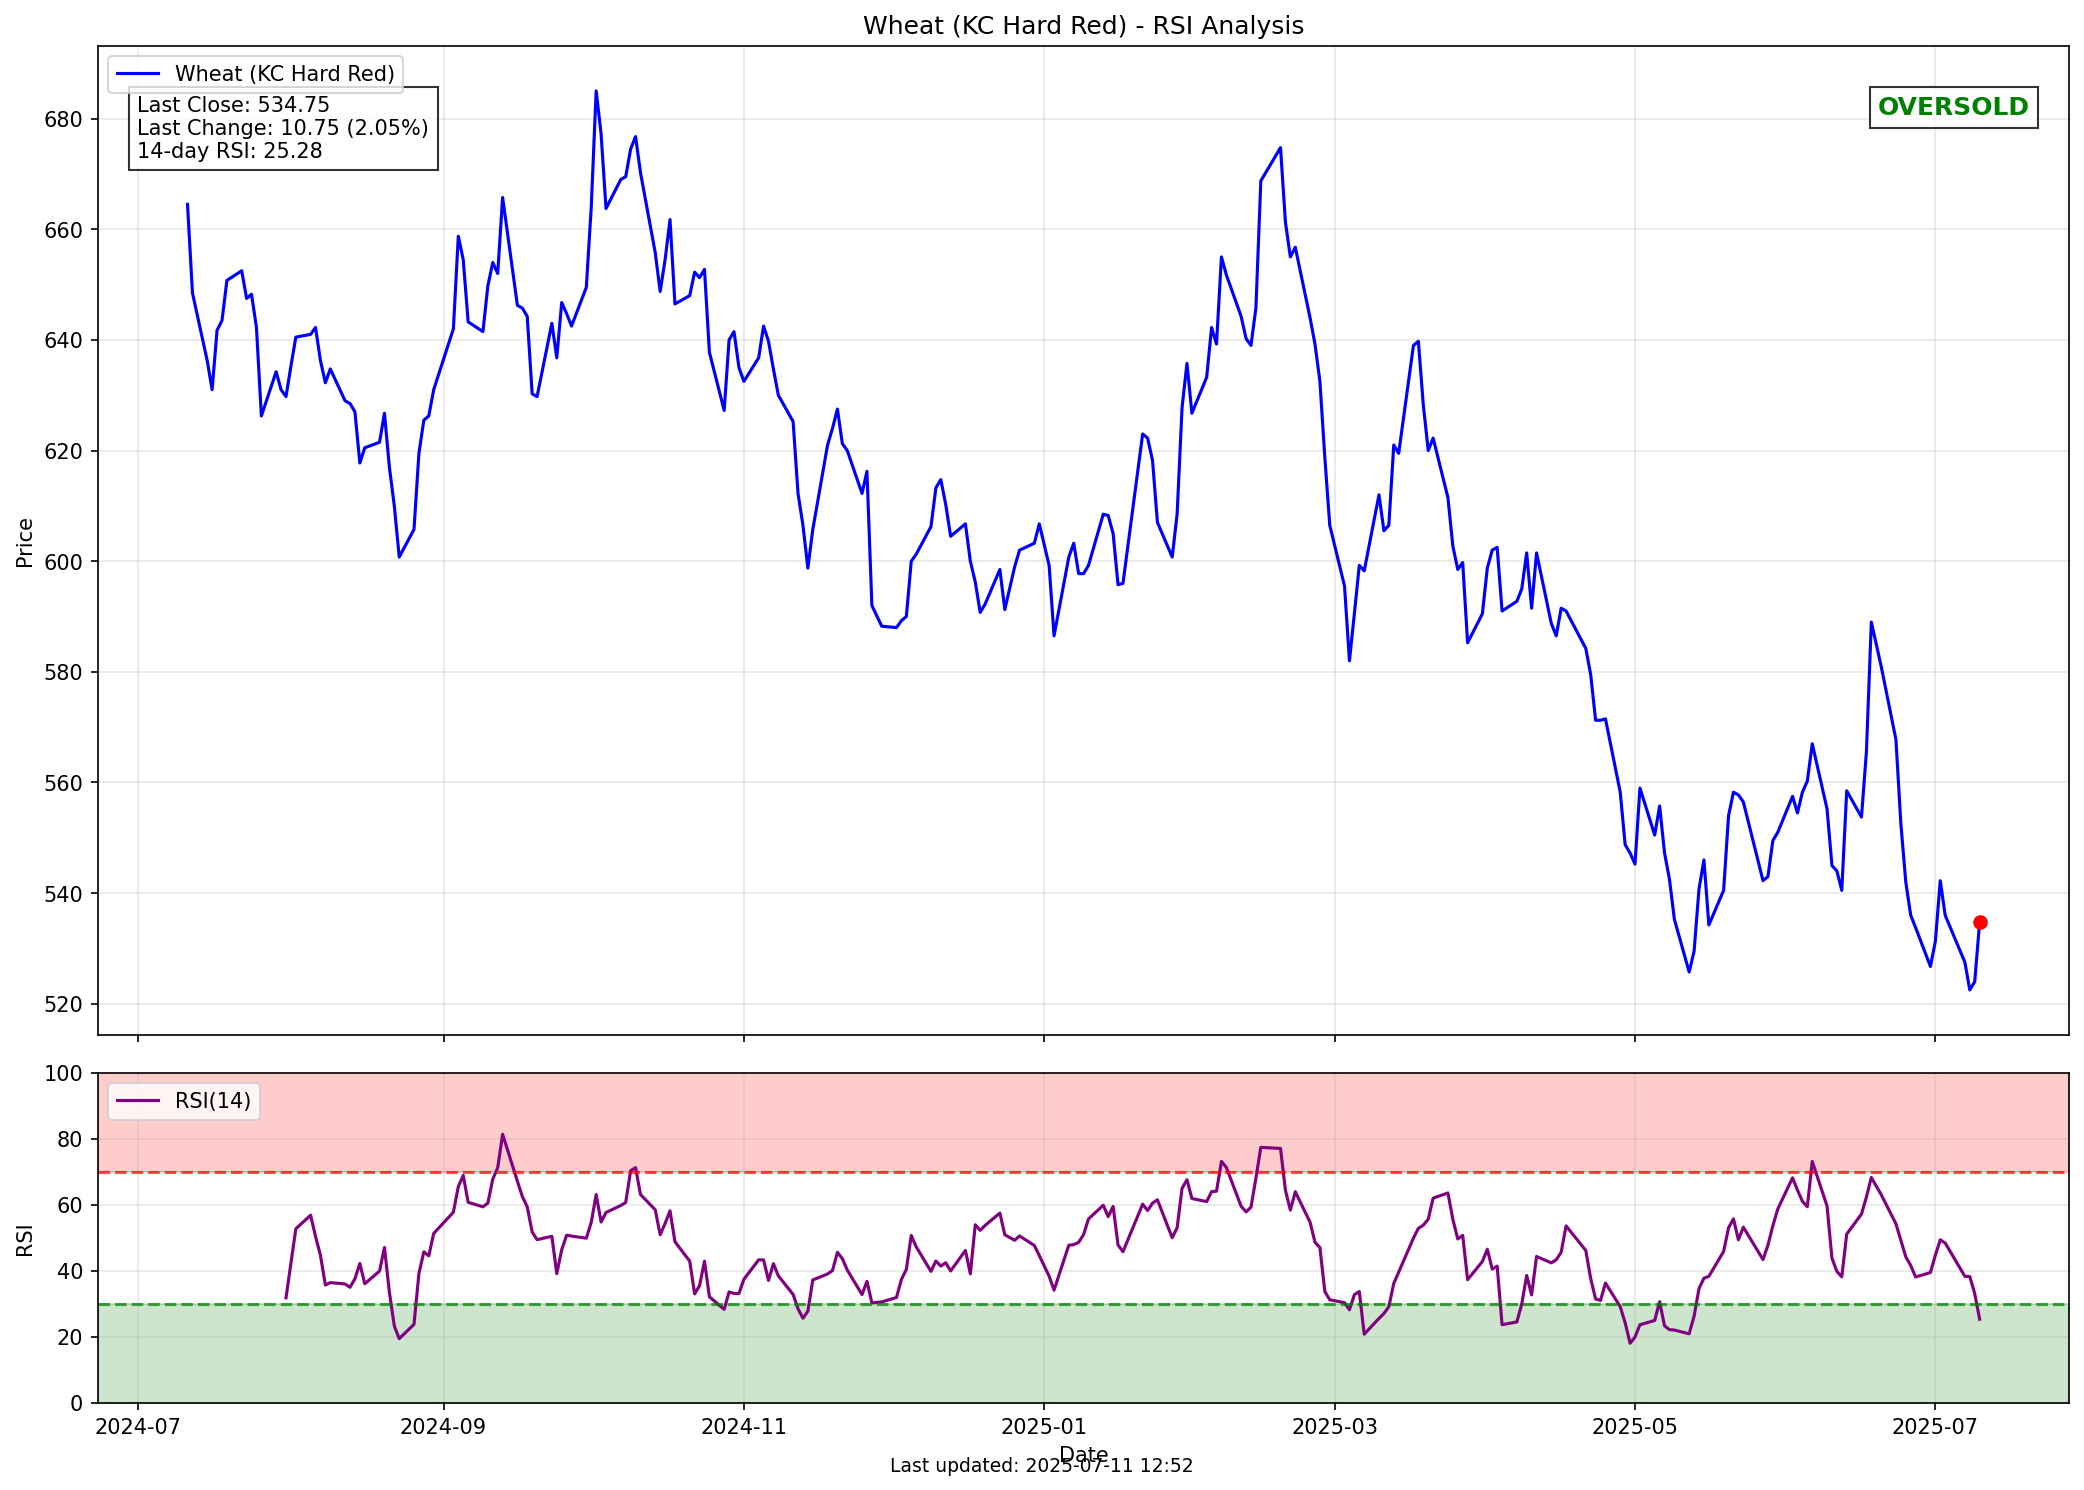 Wheat (KC Hard Red) - RSI Analysis
Wheat (KC Hard Red)
Last Close: 534.75
Last Change: 10.75 (2.05%)
14-day RSI: 25.28
OVERSOLD
Price
680
660
640
620
600
580
560
540
520
RSI(14)
RSI
100
80
60
40
20
0
2024-07
2024-09
2024-11
2025-01
2025-03
2025-05
2025-07
Date
Last updated: 2025-07-11 12:52